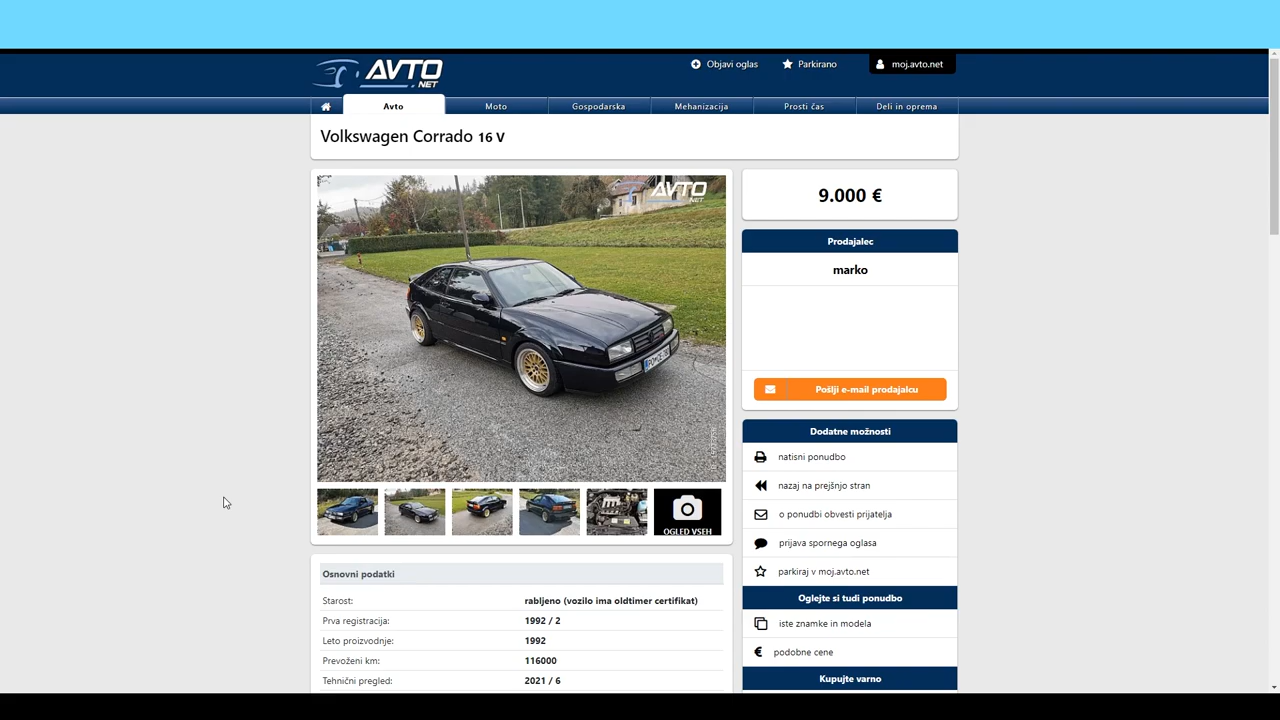 AVTO
.NET
Objavi oglas
Parkirano
moj.avto.net
Avto
Moto
Gospodarska
Mehanizacija
Prosti čas
Deli in oprema
Volkswagen Corrado 16 V
AVTO
.NET
9.000 €
Prodajalec
marko
Pošlji e-mail prodajalcu
OGLED VSEH
Dodatne možnosti
natisni ponudbo
nazaj na prejšnjo stran
o ponudbi obvesti prijatelja
prijava spornega oglasa
parkiraj v moj.avto.net
Oglejte si tudi ponudbo
iste znamke in modela
€ podobne cene
Kupujte varno
Osnovni podatki
Starost: rabljeno (vozilo ima oldtimer certifikat)
Prva registracija: 1992 / 2
Leto proizvodnje: 1992
Prevoženi km: 116000
Tehnični pregled: 2021 / 6